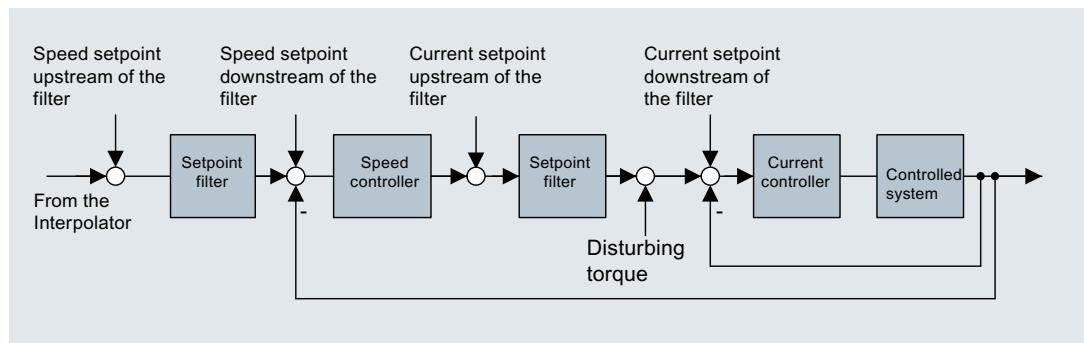 Speed setpoint
upstream of the
filter
Speed setpoint
downstream of the
filter
Current setpoint
upstream of the
filter
Current setpoint
downstream of
the filter
Setpoint
filter
Speed
controller
Setpoint
filter
Current
controller
Controlled
system
From the
Interpolator
-
-
Disturbing
torque